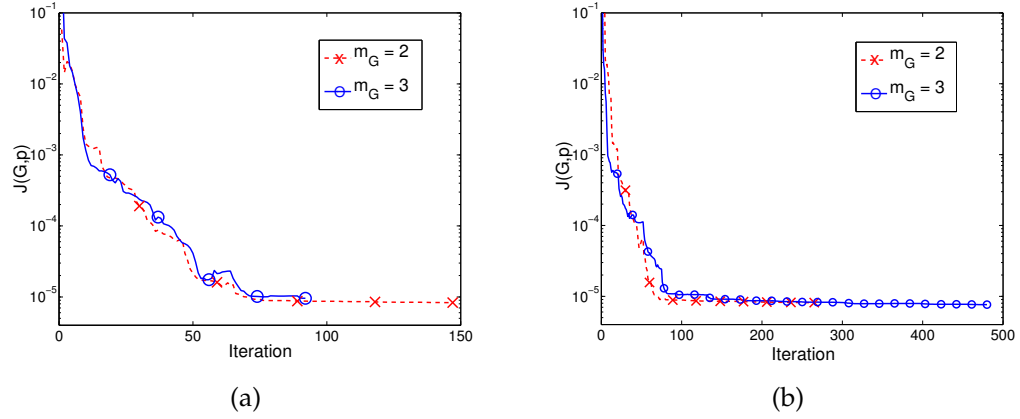 10^-1
10^-2
10^-3
10^-4
10^-5
J(G,p)
m_G = 2
m_G = 3
0 50 100 150
Iteration
(a)
10^-1
10^-2
10^-3
10^-4
10^-5
J(G,p)
m_G = 2
m_G = 3
0 100 200 300 400 500
Iteration
(b)